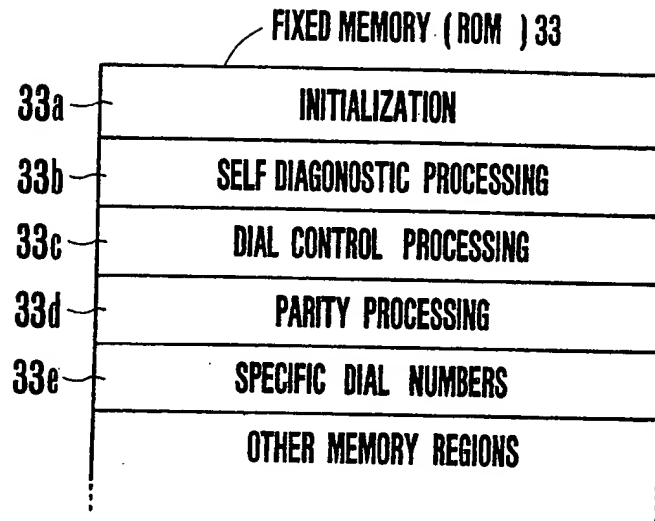 FIXED MEMORY (ROM ) 33
33a INITIALIZATION
33b SELF DIAGONOSTIC PROCESSING
33c DIAL CONTROL PROCESSING
33d PARITY PROCESSING
33e SPECIFIC DIAL NUMBERS
OTHER MEMORY REGIONS